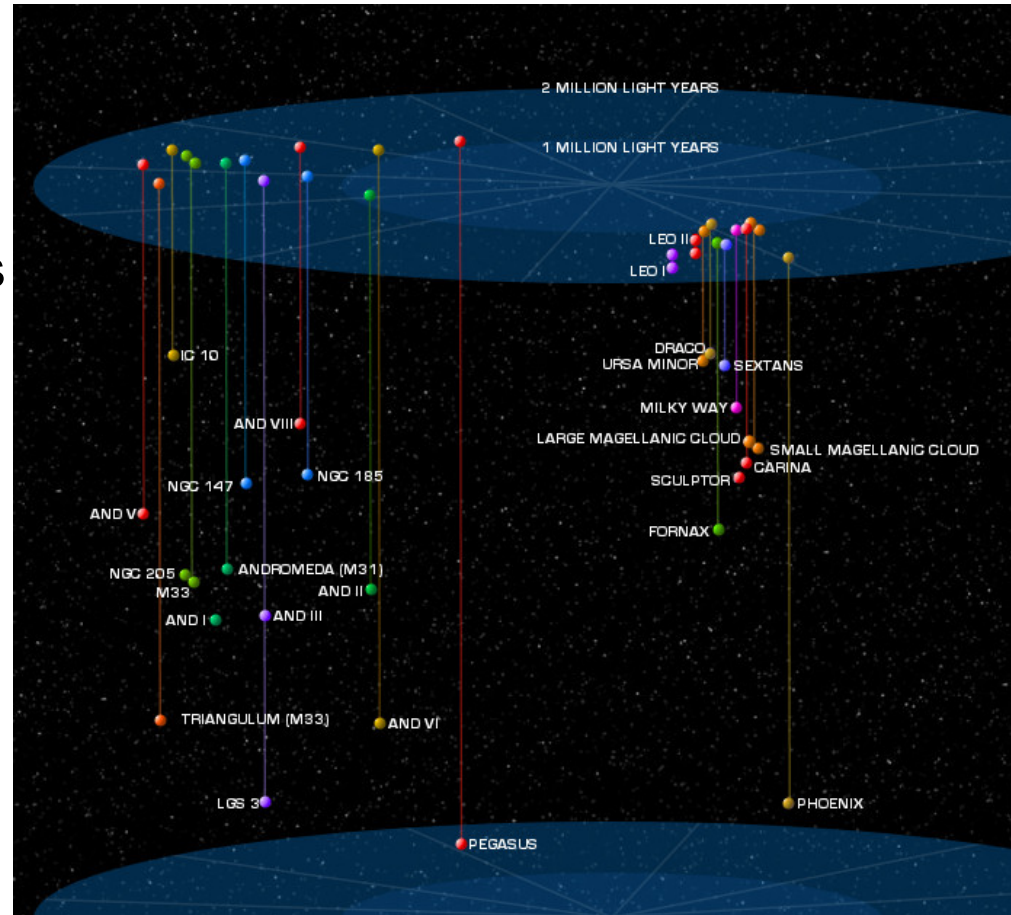 2 MILLION LIGHT YEARS
1 MILLION LIGHT YEARS
LEO II
LEO I
S
DRACO
IC 10
URSA MINOR
SEXTANS
MILKY WAY
AND VIII
LARGE MAGELLANIC CLOUD
SMALL MAGELLANIC CLOUD
CARINA
NGC 185
SCULPTOR
NGC 147
AND V
FORNAX
ANDROMEDA (M31)
NGC 205
AND II
M33
AND III
AND I
TRIANGULUM (M33)
AND VI
LGS 3
PHOENIX
PEGASUS